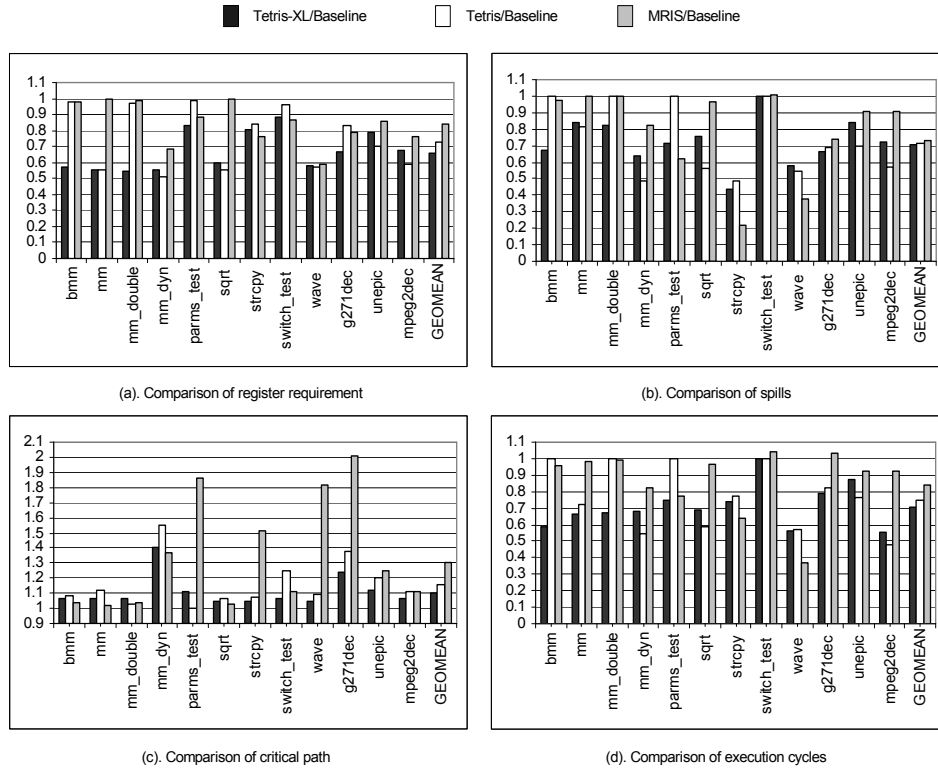 Tetris-XL/Baseline Tetris/Baseline MRIS/Baseline
1.1
1
0.9
0.8
0.7
0.6
0.5
0.4
0.3
0.2
0.1
0
bmm
mm
mm_double
mm_dyn
parms_test
sqrt
strcpy
switch_test
wave
g271dec
unepic
mpeg2dec
GEOMEAN
(a). Comparison of register requirement
1.1
1
0.9
0.8
0.7
0.6
0.5
0.4
0.3
0.2
0.1
0
bmm
mm
mm_double
mm_dyn
parms_test
sqrt
strcpy
switch_test
wave
g271dec
unepic
mpeg2dec
GEOMEAN
(b). Comparison of spills
2.1
2
1.9
1.8
1.7
1.6
1.5
1.4
1.3
1.2
1.1
1
0.9
bmm
mm
mm_double
mm_dyn
parms_test
sqrt
strcpy
switch_test
wave
g271dec
unepic
mpeg2dec
GEOMEAN
(c). Comparison of critical path
1.1
1
0.9
0.8
0.7
0.6
0.5
0.4
0.3
0.2
0.1
0
bmm
mm
mm_double
mm_dyn
parms_test
sqrt
strcpy
switch_test
wave
g271dec
unepic
mpeg2dec
GEOMEAN
(d). Comparison of execution cycles